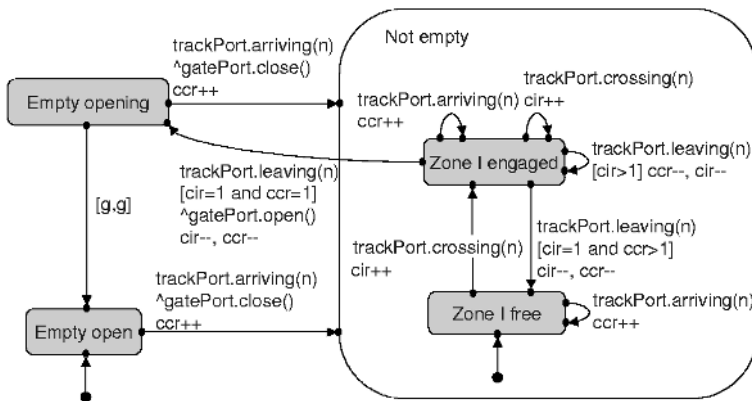 Not empty
trackPort.arriving(n)
^gatePort.close()
ccr++
Empty opening
trackPort.crossing(n)
cir++
trackPort.arriving(n)
ccr++
Zone I engaged
trackPort.leaving(n)
[cir>1] ccr--, cir--
trackPort.leaving(n)
[cir=1 and ccr=1]
^gatePort.open()
cir--, ccr--
[g,g]
trackPort.leaving(n)
[cir=1 and ccr>1]
cir--, ccr--
trackPort.crossing(n)
cir++
trackPort.arriving(n)
^gatePort.close()
ccr++
Empty open
Zone I free
trackPort.arriving(n)
ccr++